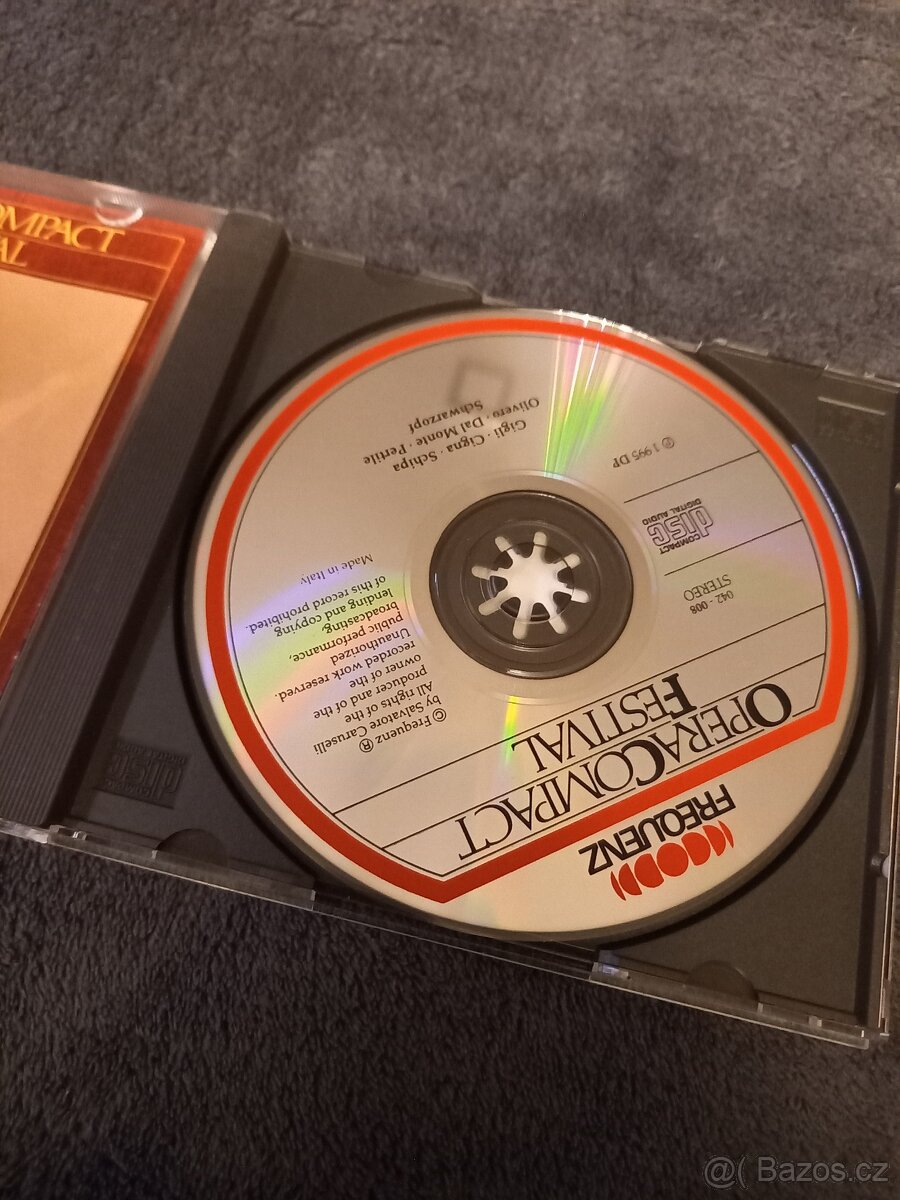 OMPACT
AL
FREQUENZ
OPERACOMPACT
FESTIVAL
042-008
STEREO
COMPACT
disc
DIGITAL AUDIO
℗ 1995 DP
© Frequenz ®
by Salvatore Caruselli
All rights of the
producer and of the
owner of the
recorded work reserved.
Unauthorized
public performance,
broadcasting,
lending and copying
of this record prohibited.
Made in Italy
Gigli · Cigna · Schipa
Olivero · Dal Monte · Pertile
Schwarzopf
COMPACT
disc
@( Bazos.cz